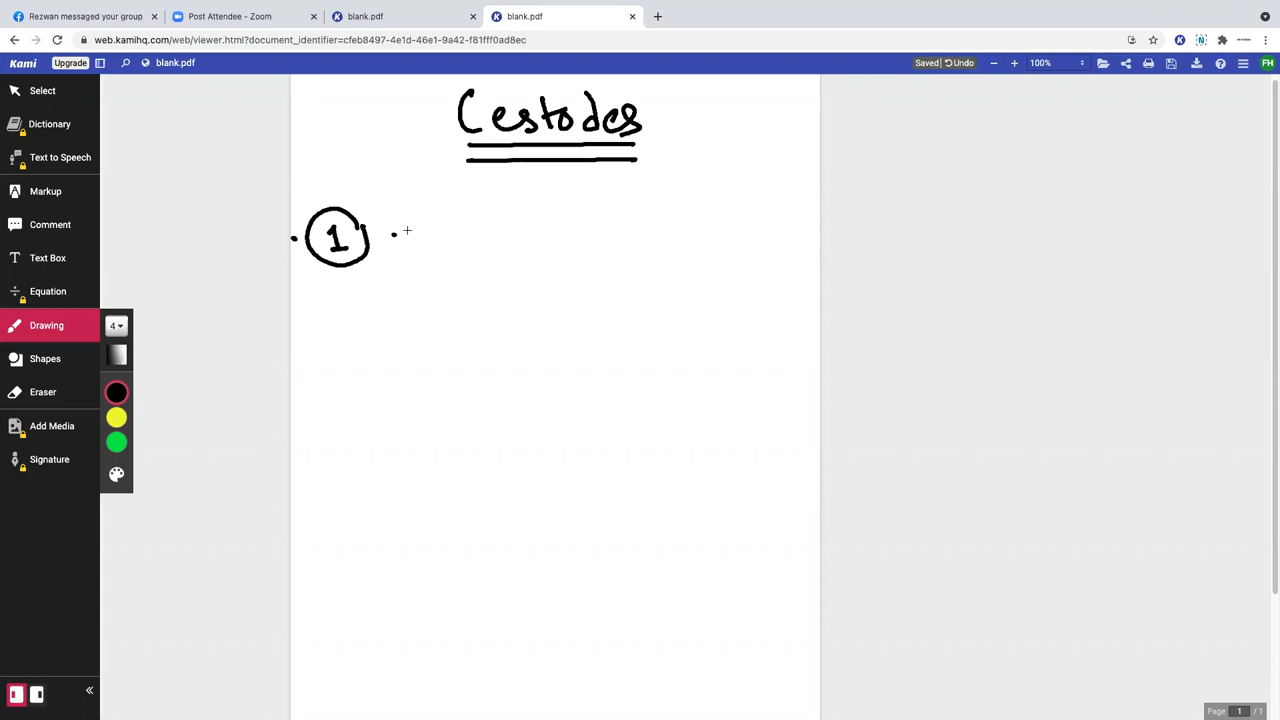 Rezwan messaged your group
Post Attendee - Zoom
blank.pdf
blank.pdf
web.kamihq.com/web/viewer.html?document_identifier=cfeb8497-4e1d-46e1-9a42-f81fff0ad8ec
Kami
Upgrade
blank.pdf
Saved
Undo
100%
FH
Select
Dictionary
Text to Speech
Markup
Comment
Text Box
Equation
Drawing
Shapes
Eraser
Add Media
Signature
4
Cestodes
1
Page 1 / 1